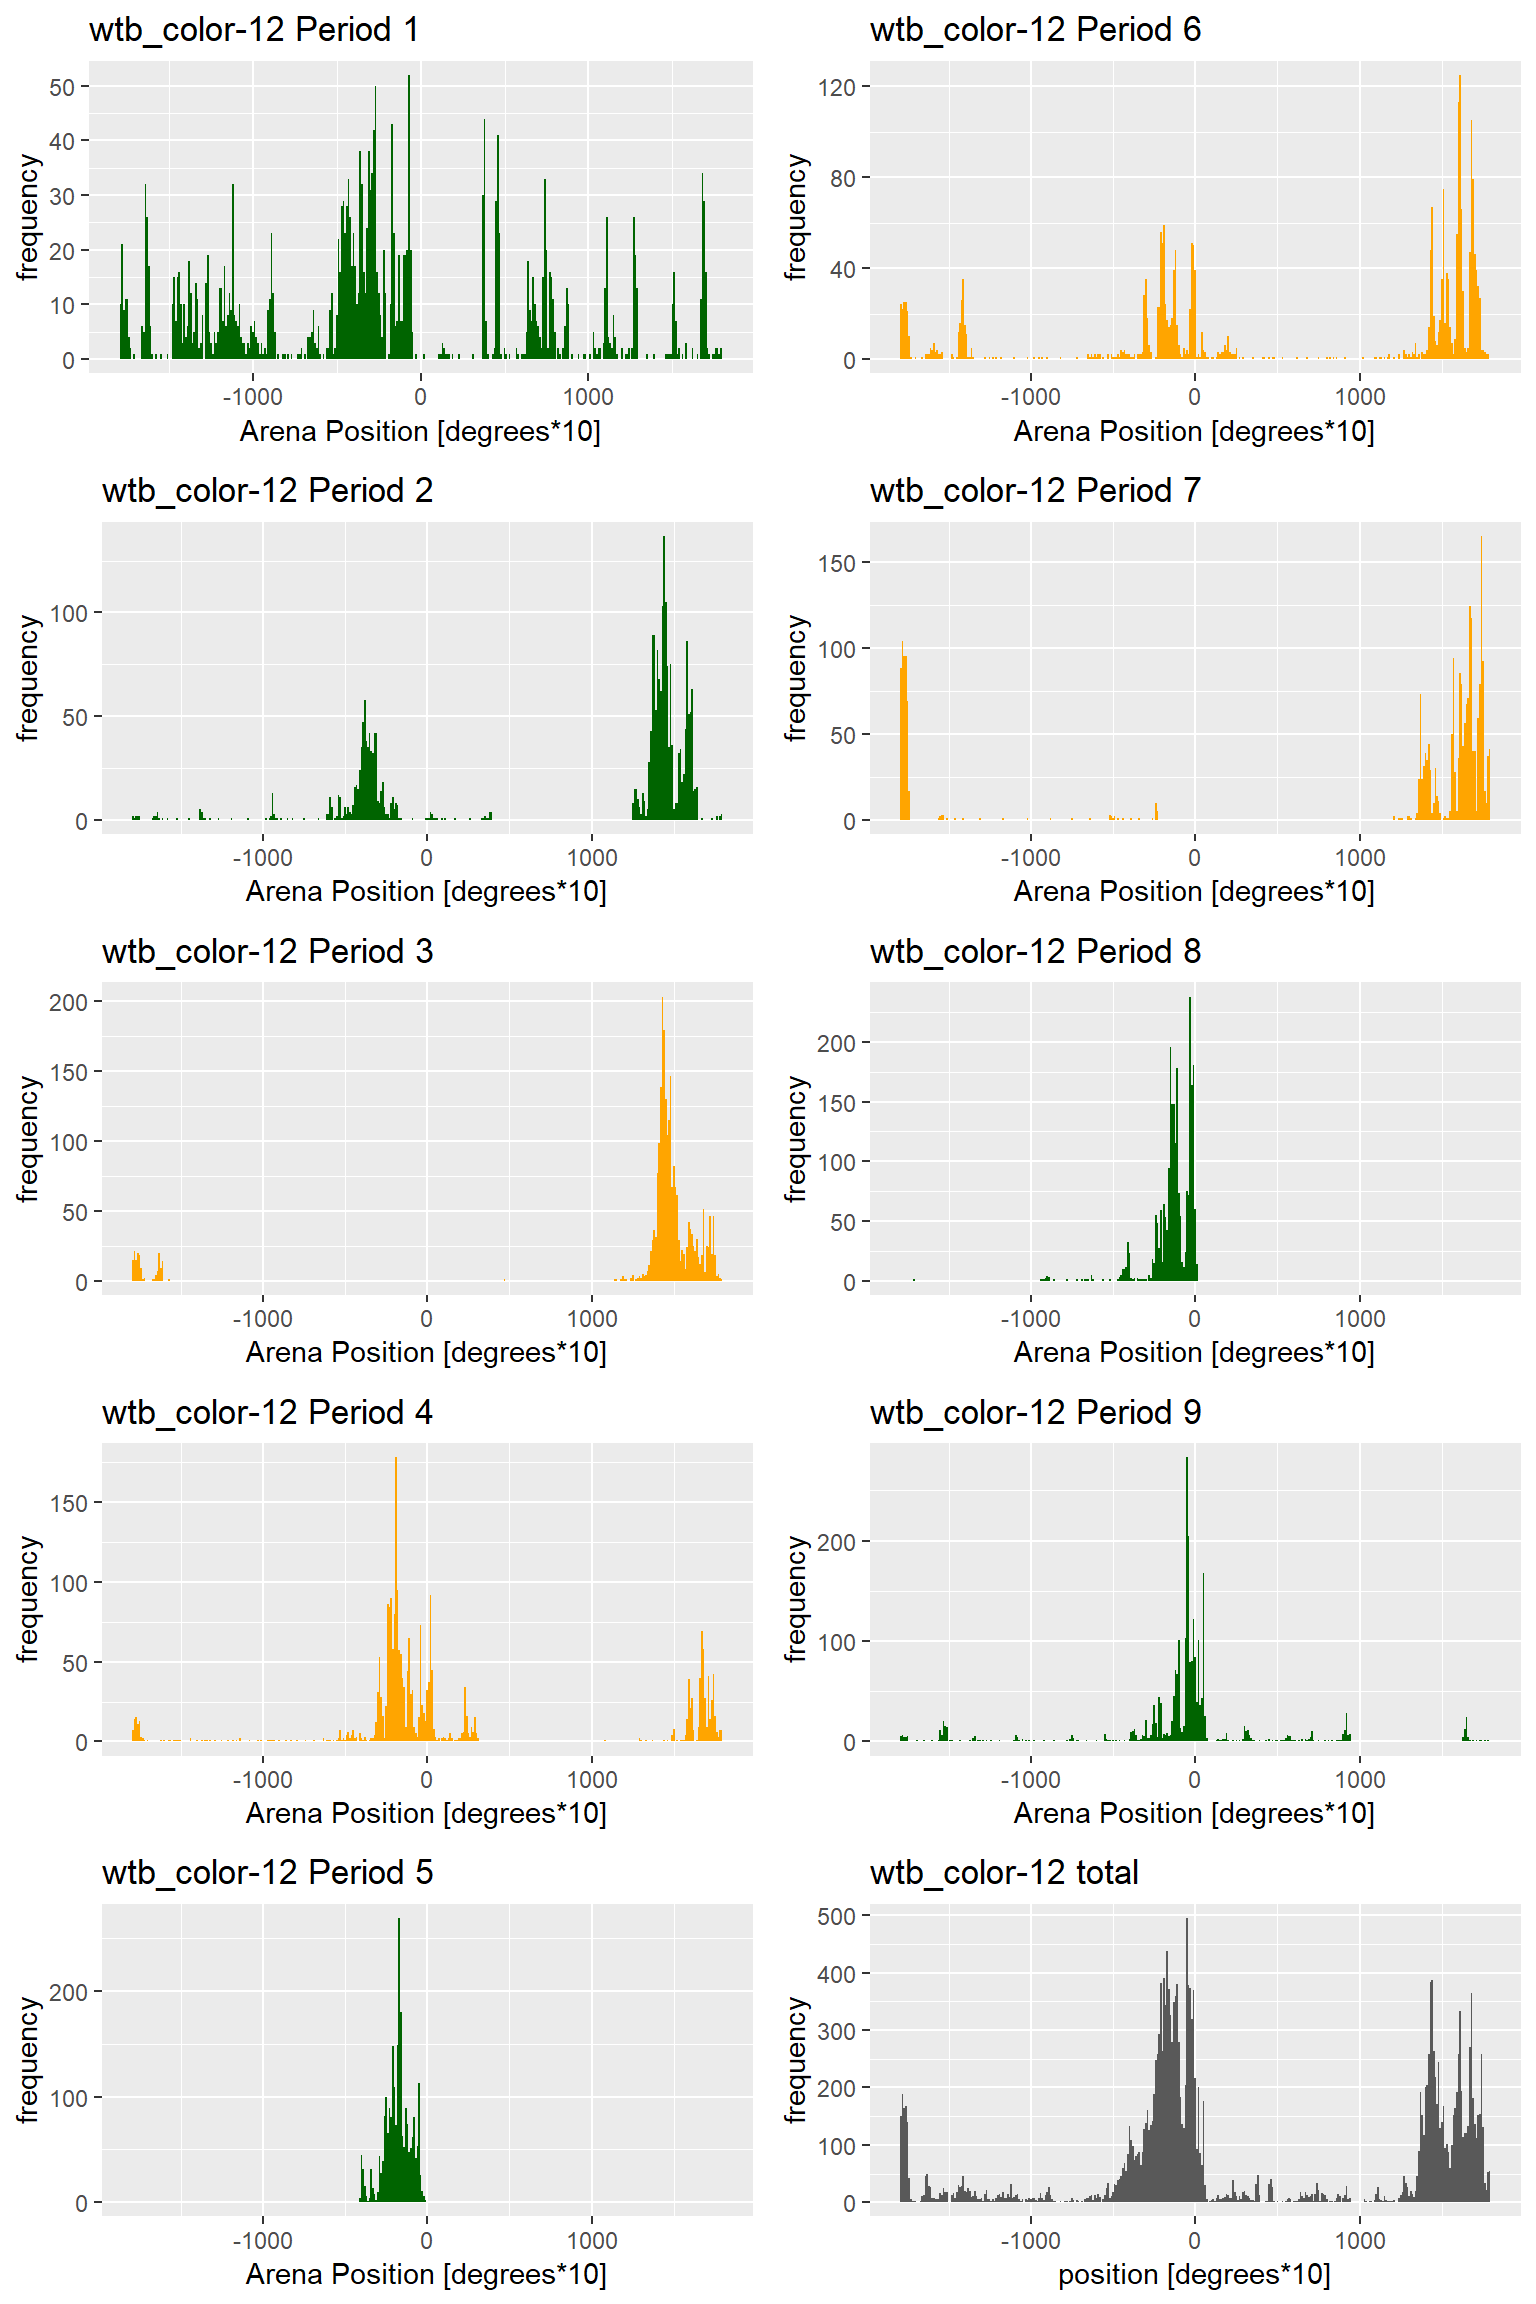 wtb_color-12 Period 1
frequency
50
40
30
20
10
0
-1000 0 1000
Arena Position [degrees*10]
wtb_color-12 Period 6
frequency
120
80
40
0
-1000 0 1000
Arena Position [degrees*10]
wtb_color-12 Period 2
frequency
100
50
0
-1000 0 1000
Arena Position [degrees*10]
wtb_color-12 Period 7
frequency
150
100
50
0
-1000 0 1000
Arena Position [degrees*10]
wtb_color-12 Period 3
frequency
200
150
100
50
0
-1000 0 1000
Arena Position [degrees*10]
wtb_color-12 Period 8
frequency
200
150
100
50
0
-1000 0 1000
Arena Position [degrees*10]
wtb_color-12 Period 4
frequency
150
100
50
0
-1000 0 1000
Arena Position [degrees*10]
wtb_color-12 Period 9
frequency
200
100
0
-1000 0 1000
Arena Position [degrees*10]
wtb_color-12 Period 5
frequency
200
100
0
-1000 0 1000
Arena Position [degrees*10]
wtb_color-12 total
frequency
500
400
300
200
100
0
-1000 0 1000
position [degrees*10]